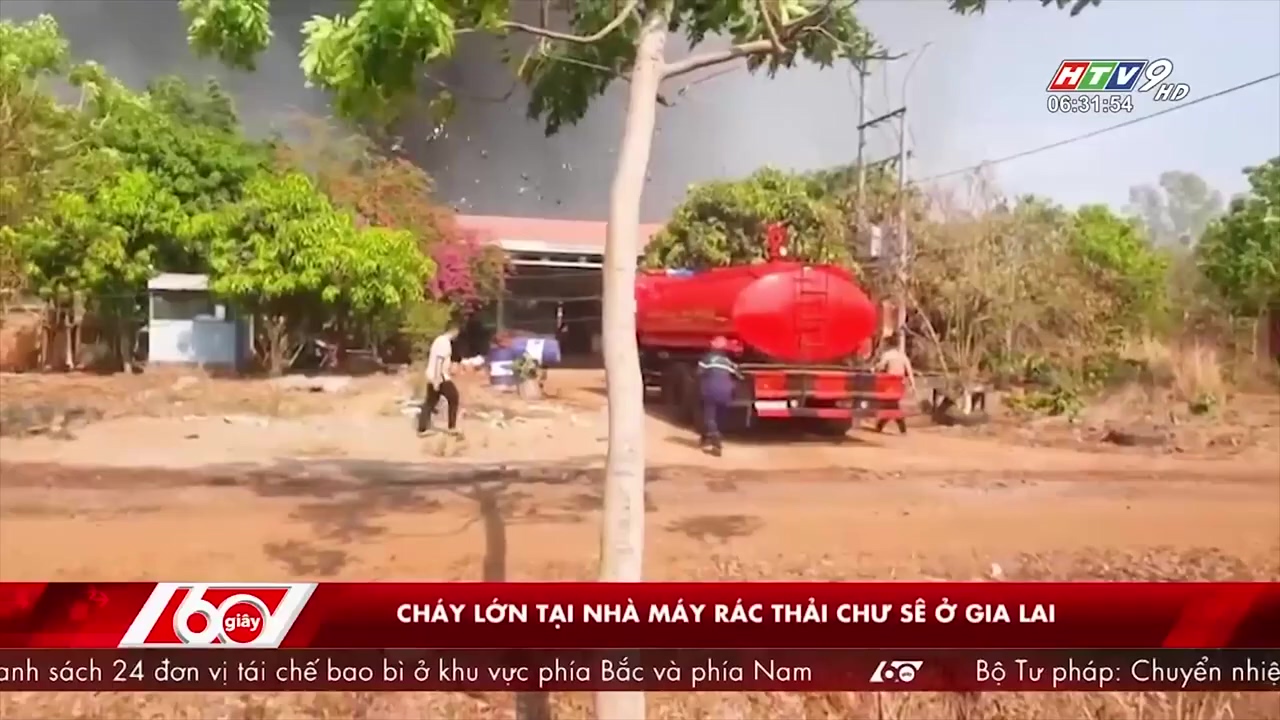 HTV9 HD
06:31:54
60 giây
CHÁY LỚN TẠI NHÀ MÁY RÁC THẢI CHƯ SÊ Ở GIA LAI
anh sách 24 đơn vị tái chế bao bì ở khu vực phía Bắc và phía Nam 60 Bộ Tư pháp: Chuyển nhiệ